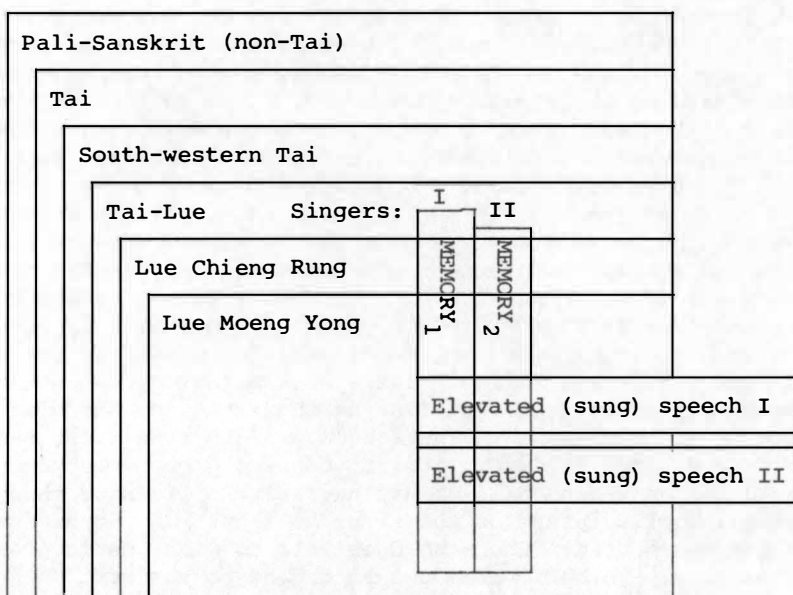 Pali-Sanskrit (non-Tai)
Tai
South-western Tai
Tai-Lue Singers: I II
Lue Chieng Rung
Lue Moeng Yong
MEMORY 1
MEMORY 2
Elevated (sung) speech I
Elevated (sung) speech II